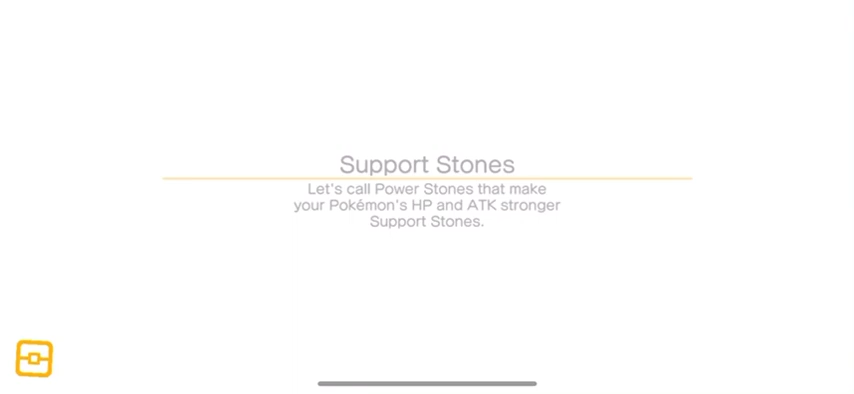 Support Stones
Let's call Power Stones that make
your Pokémon's HP and ATK stronger
Support Stones.